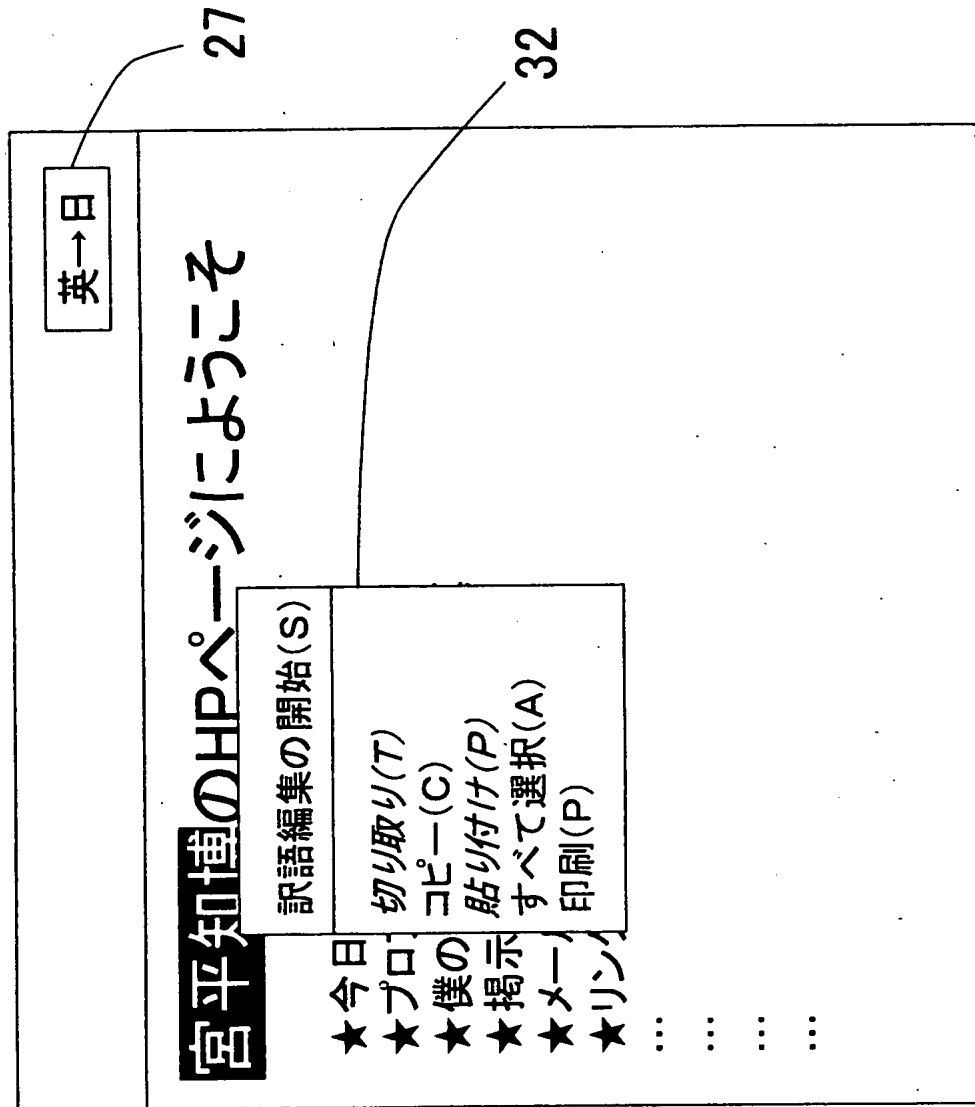 英→日
27
宮平知博のHPページにようこそ
訳語編集の開始(S)
32
切り取り(T)
コピー(C)
貼り付け(P)
すべて選択(A)
印刷(P)
★今日
★プロ
★僕の
★掲示
★メー
★リン
…
…
…
…